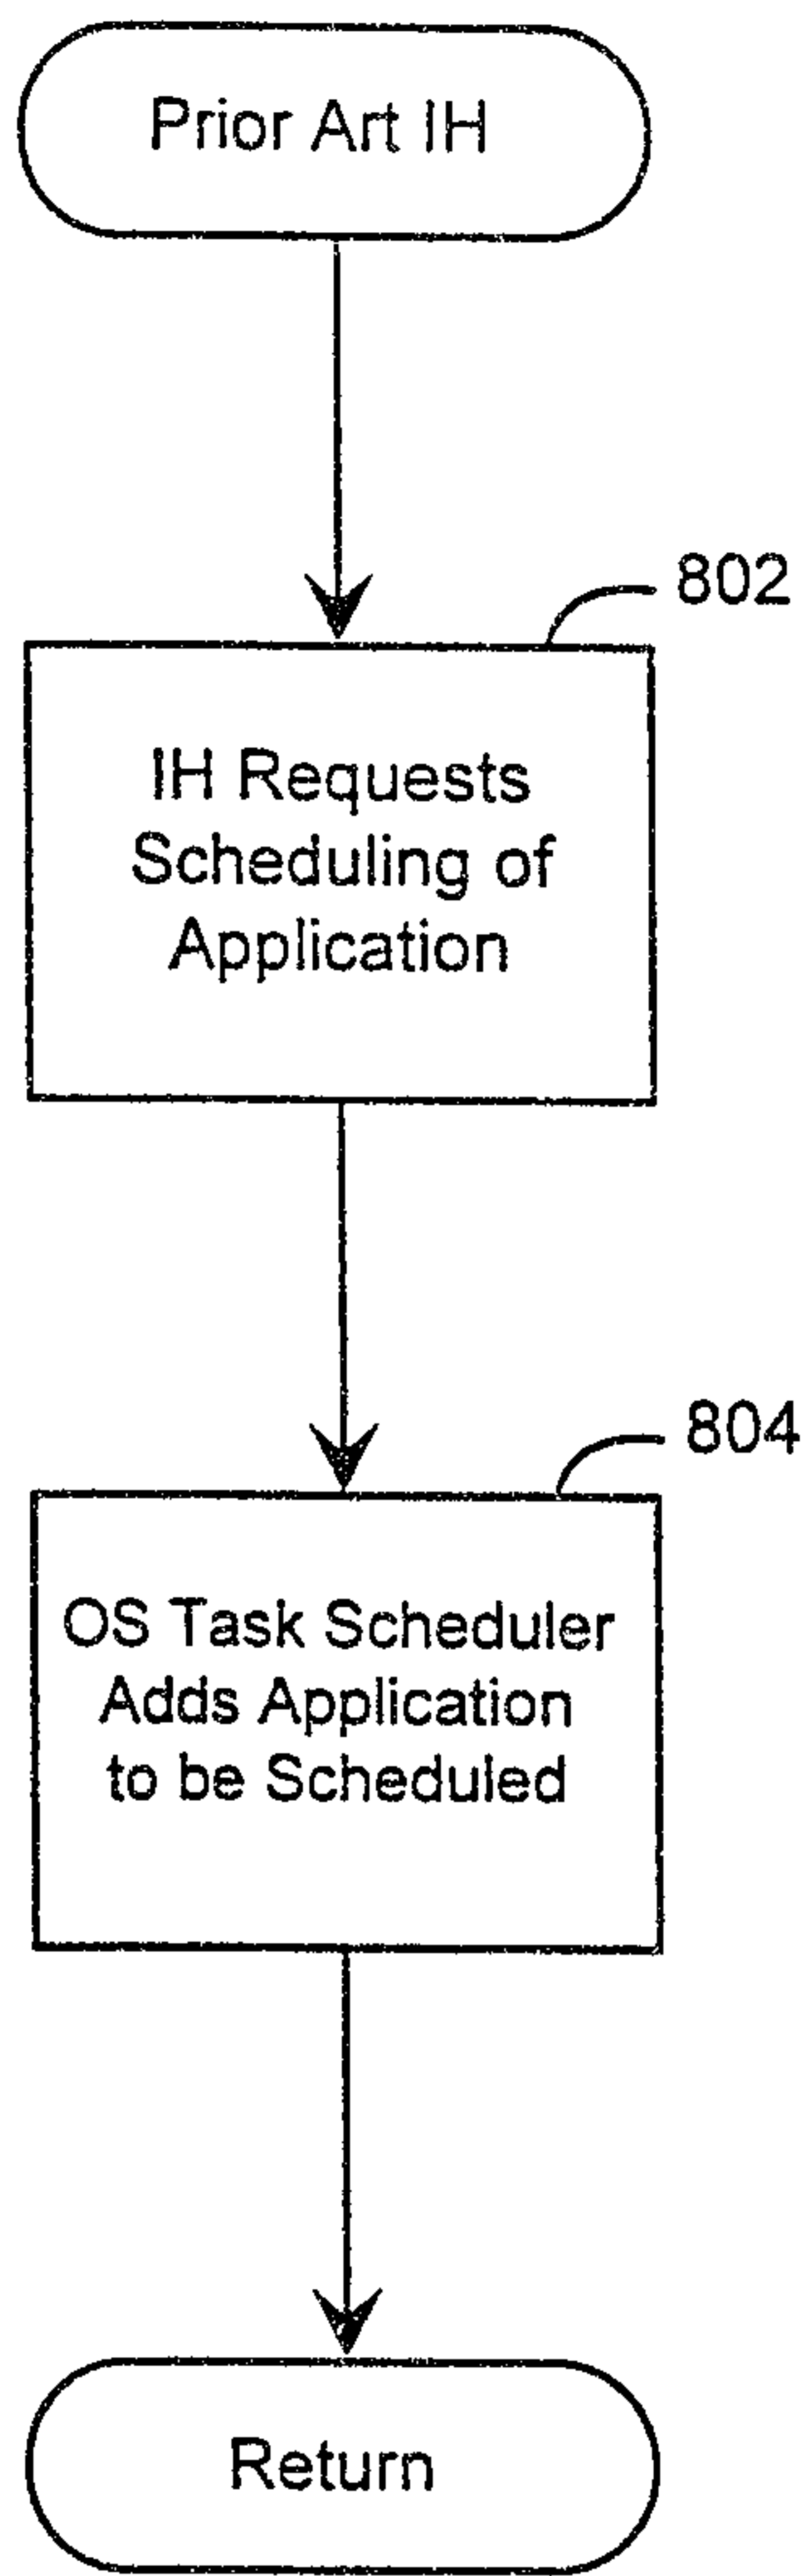 Prior Art IH
802
IH Requests
Scheduling of
Application
804
OS Task Scheduler
Adds Application
to be Scheduled
Return